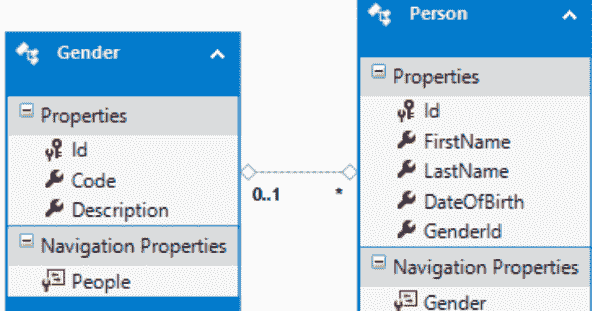 Gender
Properties
Id
Code
Description
Navigation Properties
People
0..1
*
Person
Properties
Id
FirstName
LastName
DateOfBirth
GenderId
Navigation Properties
Gender